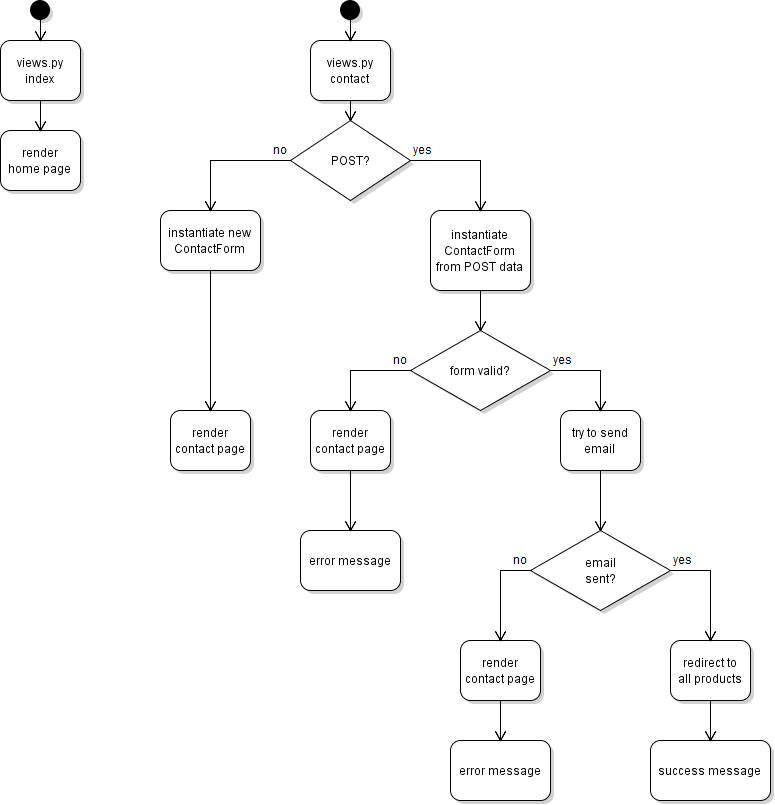 views.py
index
render
home page
views.py
contact
POST?
no
yes
instantiate new
ContactForm
instantiate
ContactForm
from POST data
render
contact page
form valid?
no
yes
render
contact page
error message
try to send
email
email
sent?
no
yes
render
contact page
error message
redirect to
all products
success message